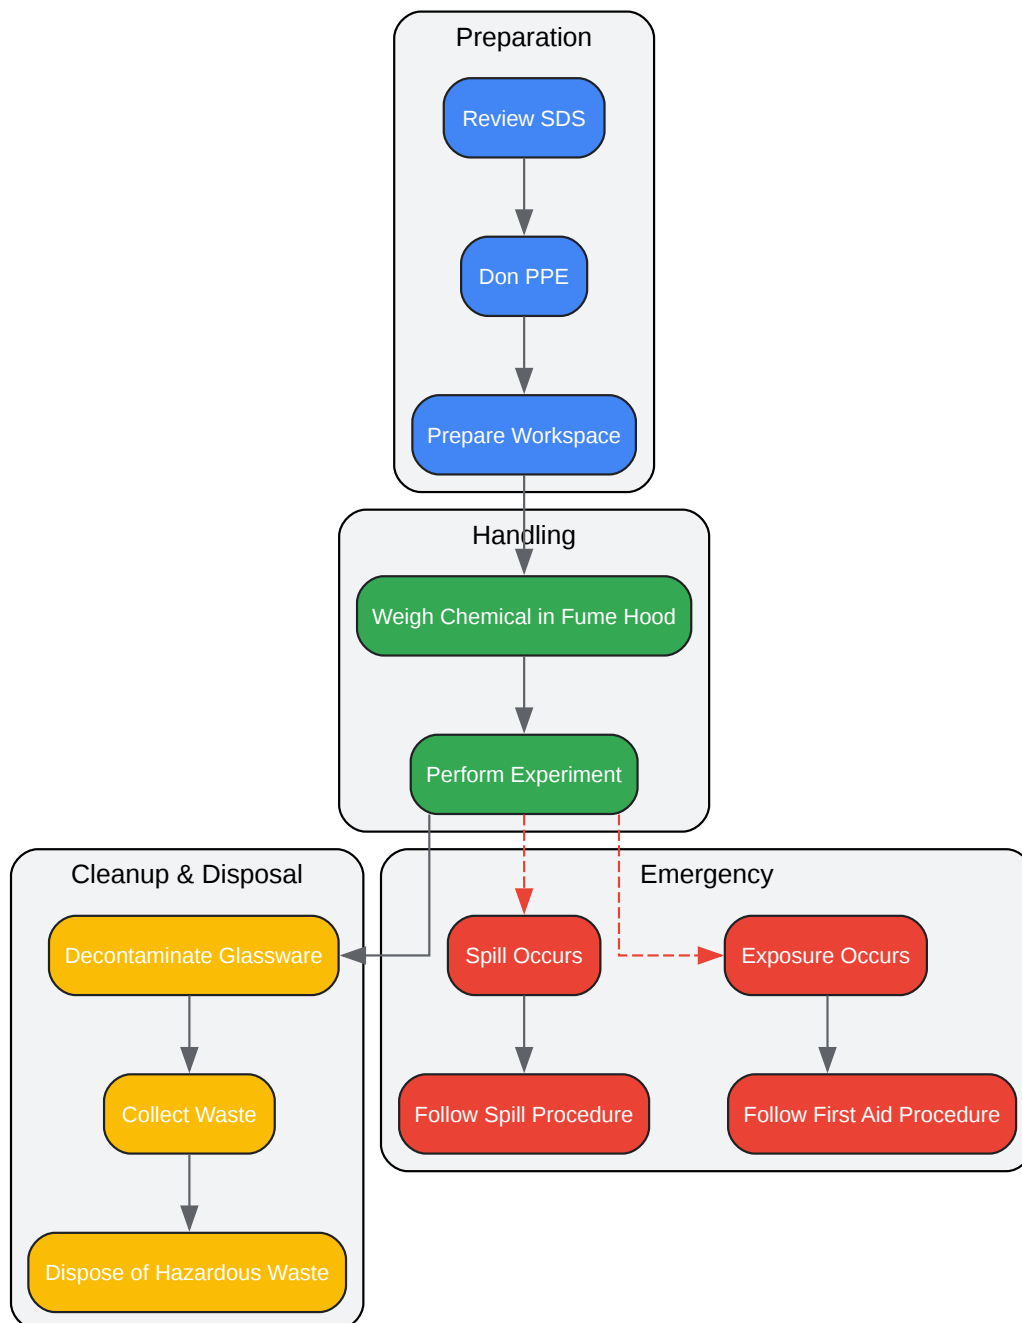 Preparation
Review SDS
Don PPE
Prepare Workspace
Handling
Weigh Chemical in Fume Hood
Perform Experiment
Cleanup & Disposal
Decontaminate Glassware
Collect Waste
Dispose of Hazardous Waste
Emergency
Spill Occurs
Exposure Occurs
Follow Spill Procedure
Follow First Aid Procedure